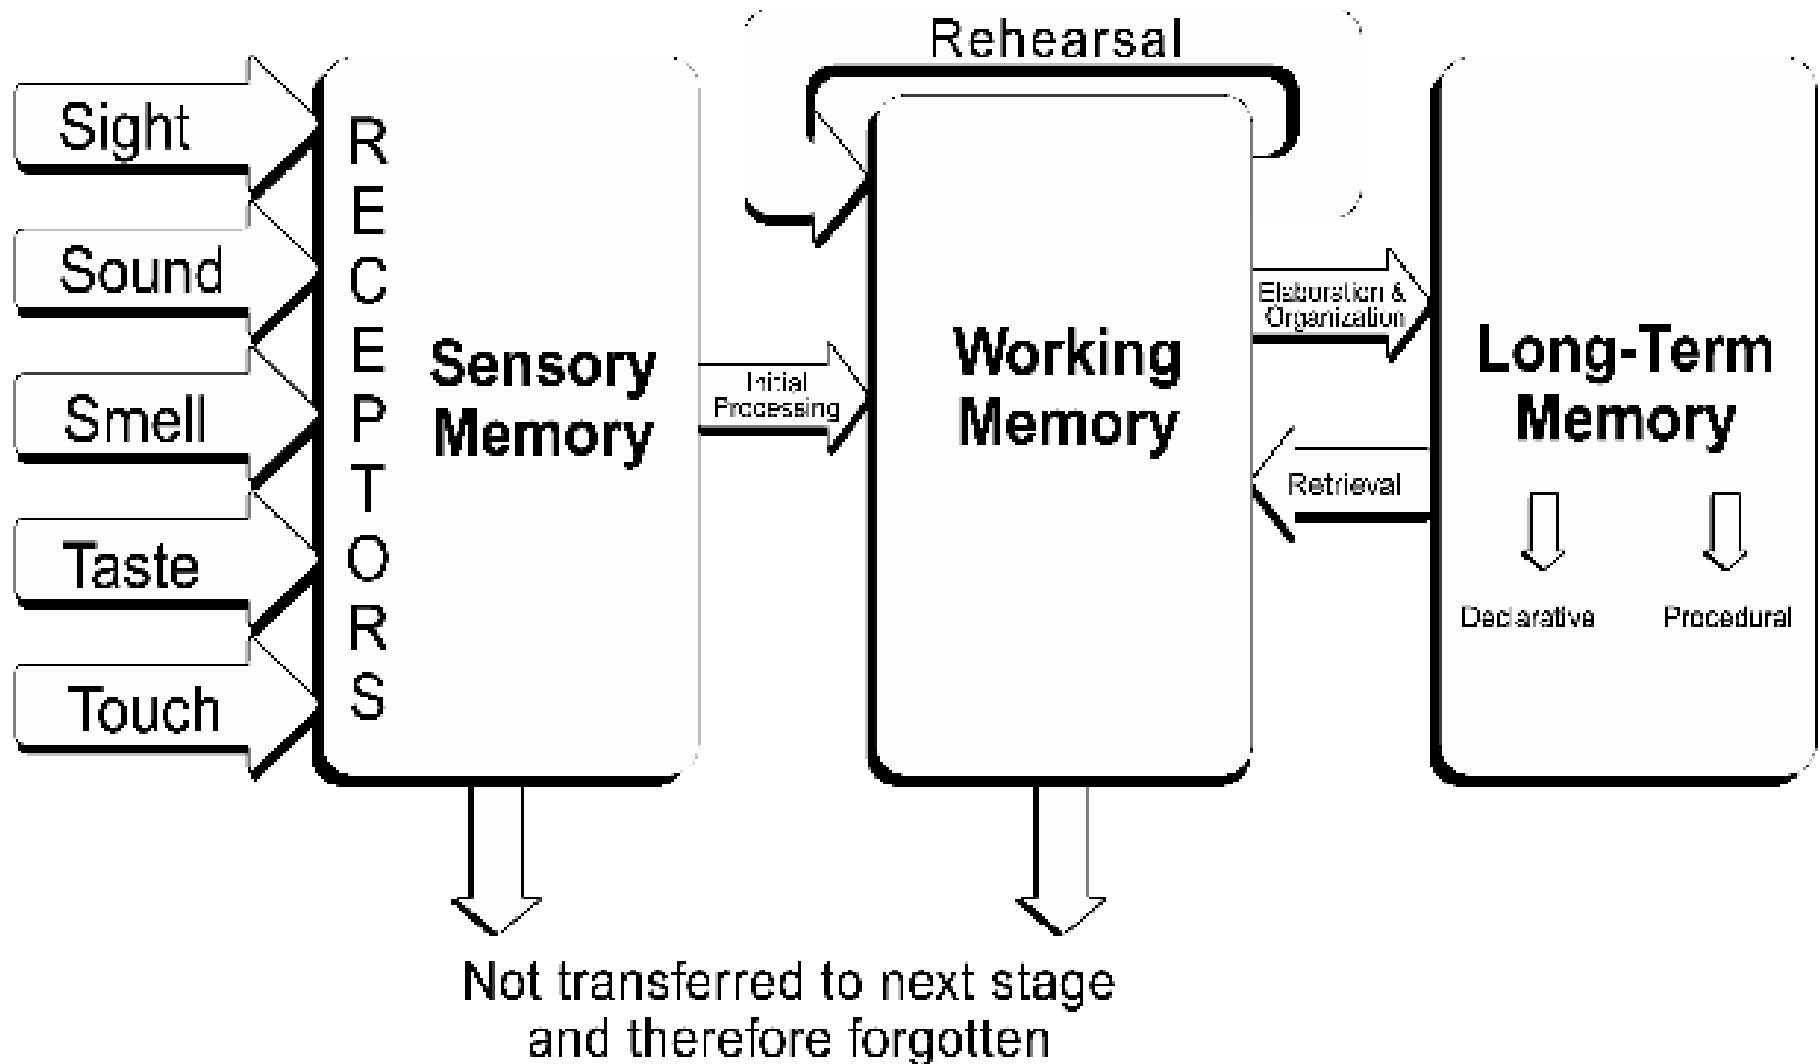 Rehearsal
Sight
Sound
Smell
Taste
Touch
RECEPTORS
Sensory
Memory
Initial
Processing
Working
Memory
Elaboration &
Organization
Retrieval
Long-Term
Memory
Declarative
Procedural
Not transferred to next stage
and therefore forgotten